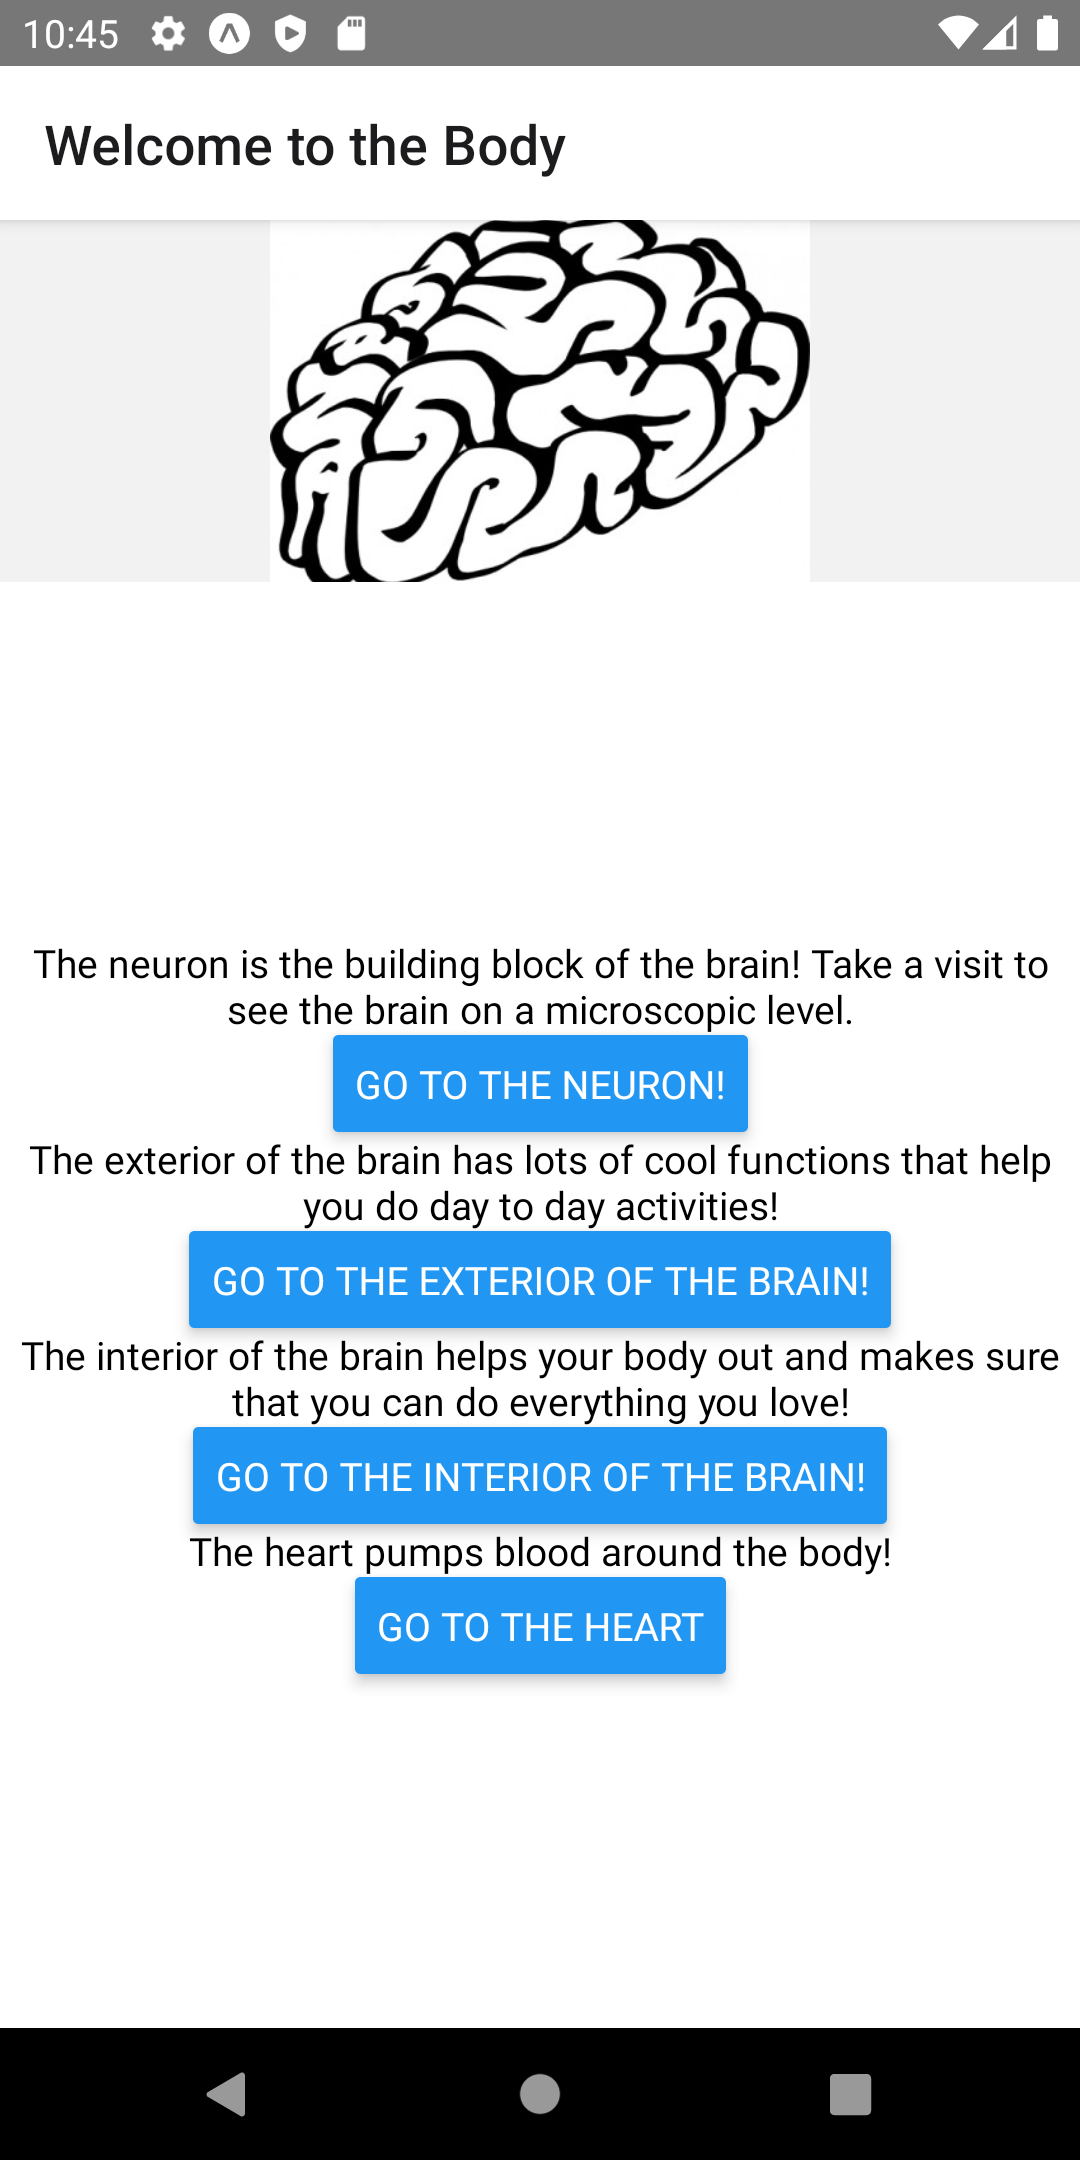 10:45
Welcome to the Body
The neuron is the building block of the brain! Take a visit to
see the brain on a microscopic level.
GO TO THE NEURON!
The exterior of the brain has lots of cool functions that help
you do day to day activities!
GO TO THE EXTERIOR OF THE BRAIN!
The interior of the brain helps your body out and makes sure
that you can do everything you love!
GO TO THE INTERIOR OF THE BRAIN!
The heart pumps blood around the body!
GO TO THE HEART